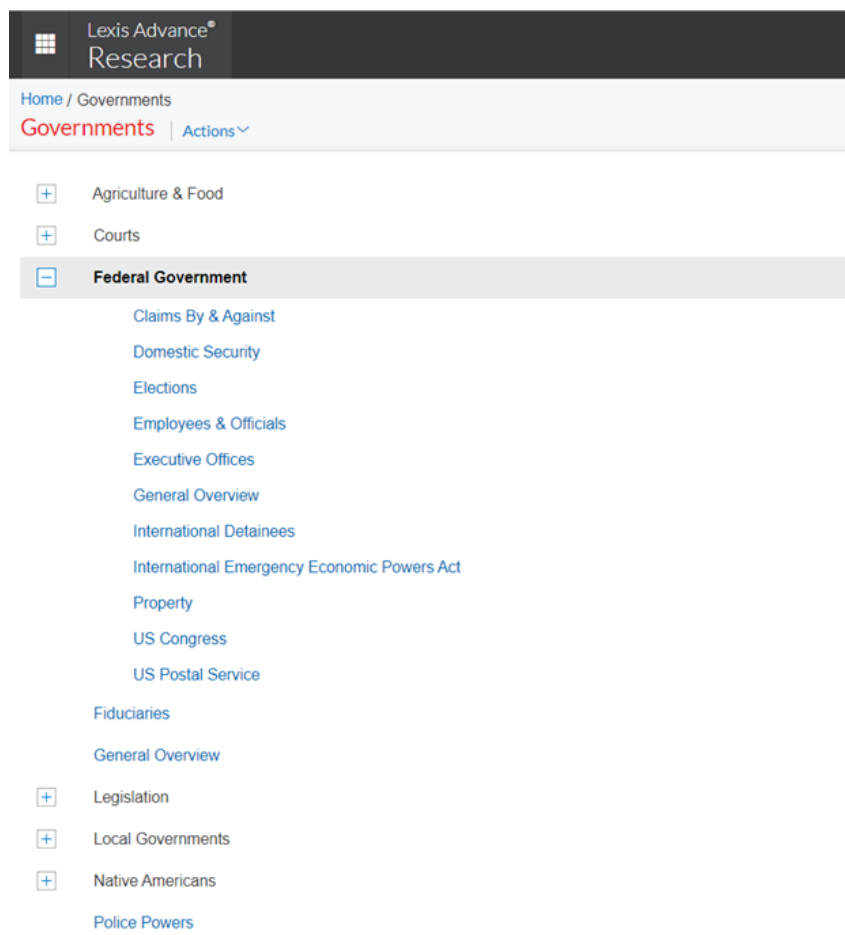 Lexis Advance®
Research
Home / Governments
Governments | Actions
Agriculture & Food
Courts
Federal Government
Claims By & Against
Domestic Security
Elections
Employees & Officials
Executive Offices
General Overview
International Detainees
International Emergency Economic Powers Act
Property
US Congress
US Postal Service
Fiduciaries
General Overview
Legislation
Local Governments
Native Americans
Police Powers